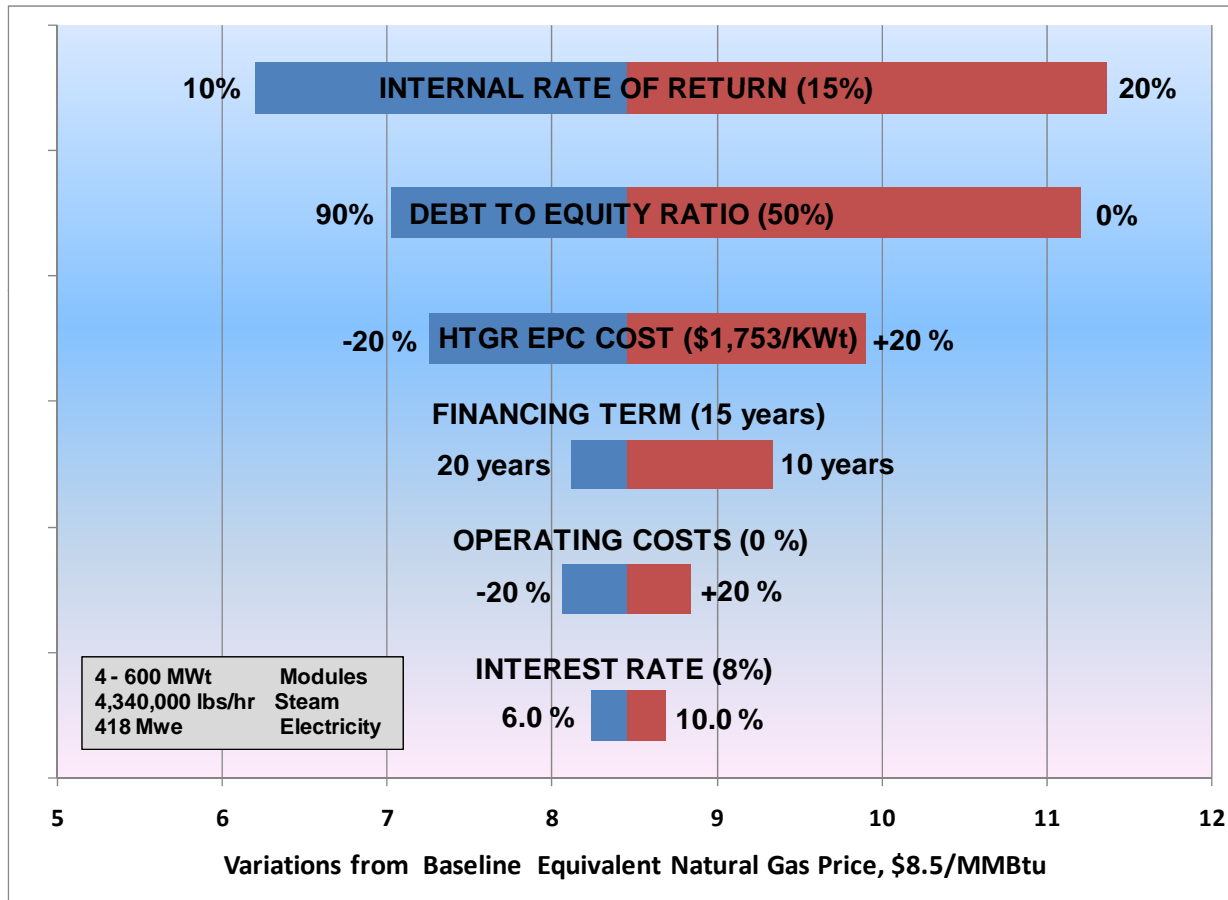 10% INTERNAL RATE OF RETURN (15%) 20%
90% DEBT TO EQUITY RATIO (50%) 0%
-20 % HTGR EPC COST ($1,753/KWt) +20 %
FINANCING TERM (15 years)
20 years 10 years
OPERATING COSTS (0 %)
-20 % +20 %
INTEREST RATE (8%)
6.0 % 10.0 %
4 - 600 MWt Modules
4,340,000 lbs/hr Steam
418 Mwe Electricity
5 6 7 8 9 10 11 12
Variations from Baseline Equivalent Natural Gas Price, $8.5/MMBtu